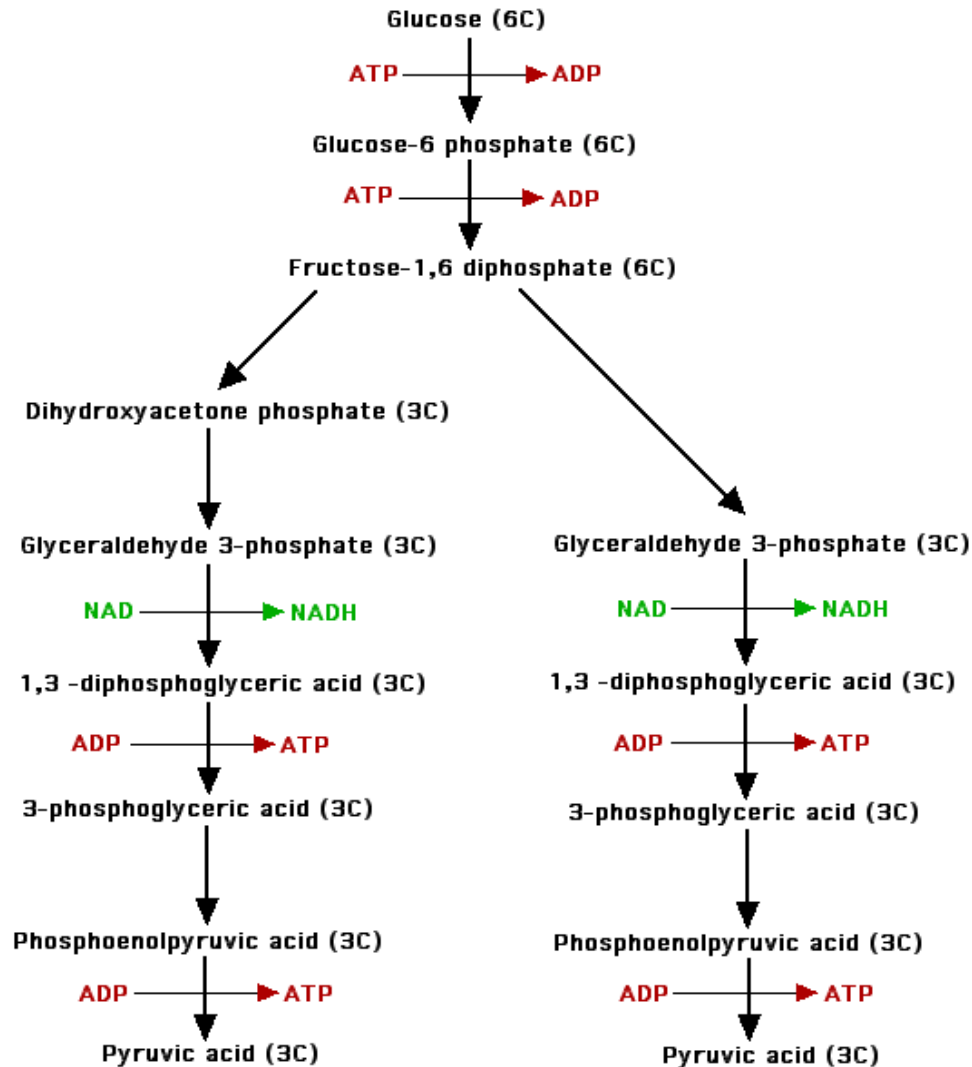 Glucose (6C)
ATP ADP
Glucose-6 phosphate (6C)
ATP ADP
Fructose-1,6 diphosphate (6C)
Dihydroxyacetone phosphate (3C)
Glyceraldehyde 3-phosphate (3C) Glyceraldehyde 3-phosphate (3C)
NAD NADH NAD NADH
1,3 -diphosphoglyceric acid (3C) 1,3 -diphosphoglyceric acid (3C)
ADP ATP ADP ATP
3-phosphoglyceric acid (3C) 3-phosphoglyceric acid (3C)
Phosphoenolpyruvic acid (3C) Phosphoenolpyruvic acid (3C)
ADP ATP ADP ATP
Pyruvic acid (3C) Pyruvic acid (3C)